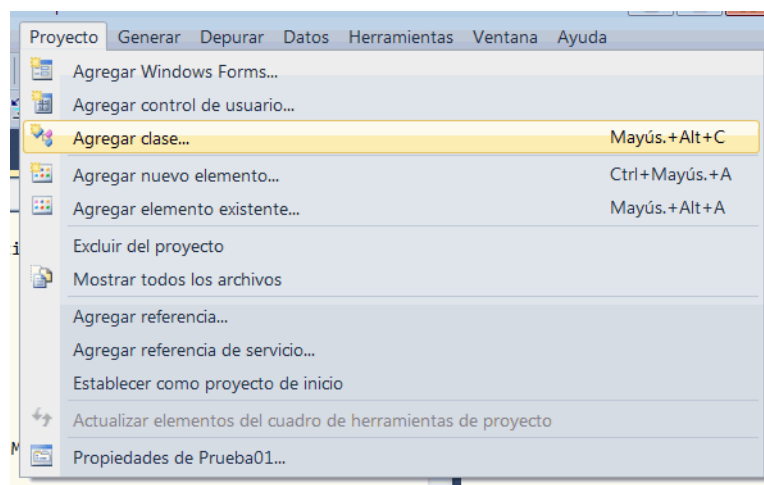 Proyecto Generar Depurar Datos Herramientas Ventana Ayuda
Agregar Windows Forms...
Agregar control de usuario...
Agregar clase... Mayús.+Alt+C
Agregar nuevo elemento... Ctrl+Mayús.+A
Agregar elemento existente... Mayús.+Alt+A
Excluir del proyecto
Mostrar todos los archivos
Agregar referencia...
Agregar referencia de servicio...
Establecer como proyecto de inicio
Actualizar elementos del cuadro de herramientas de proyecto
Propiedades de Prueba01...